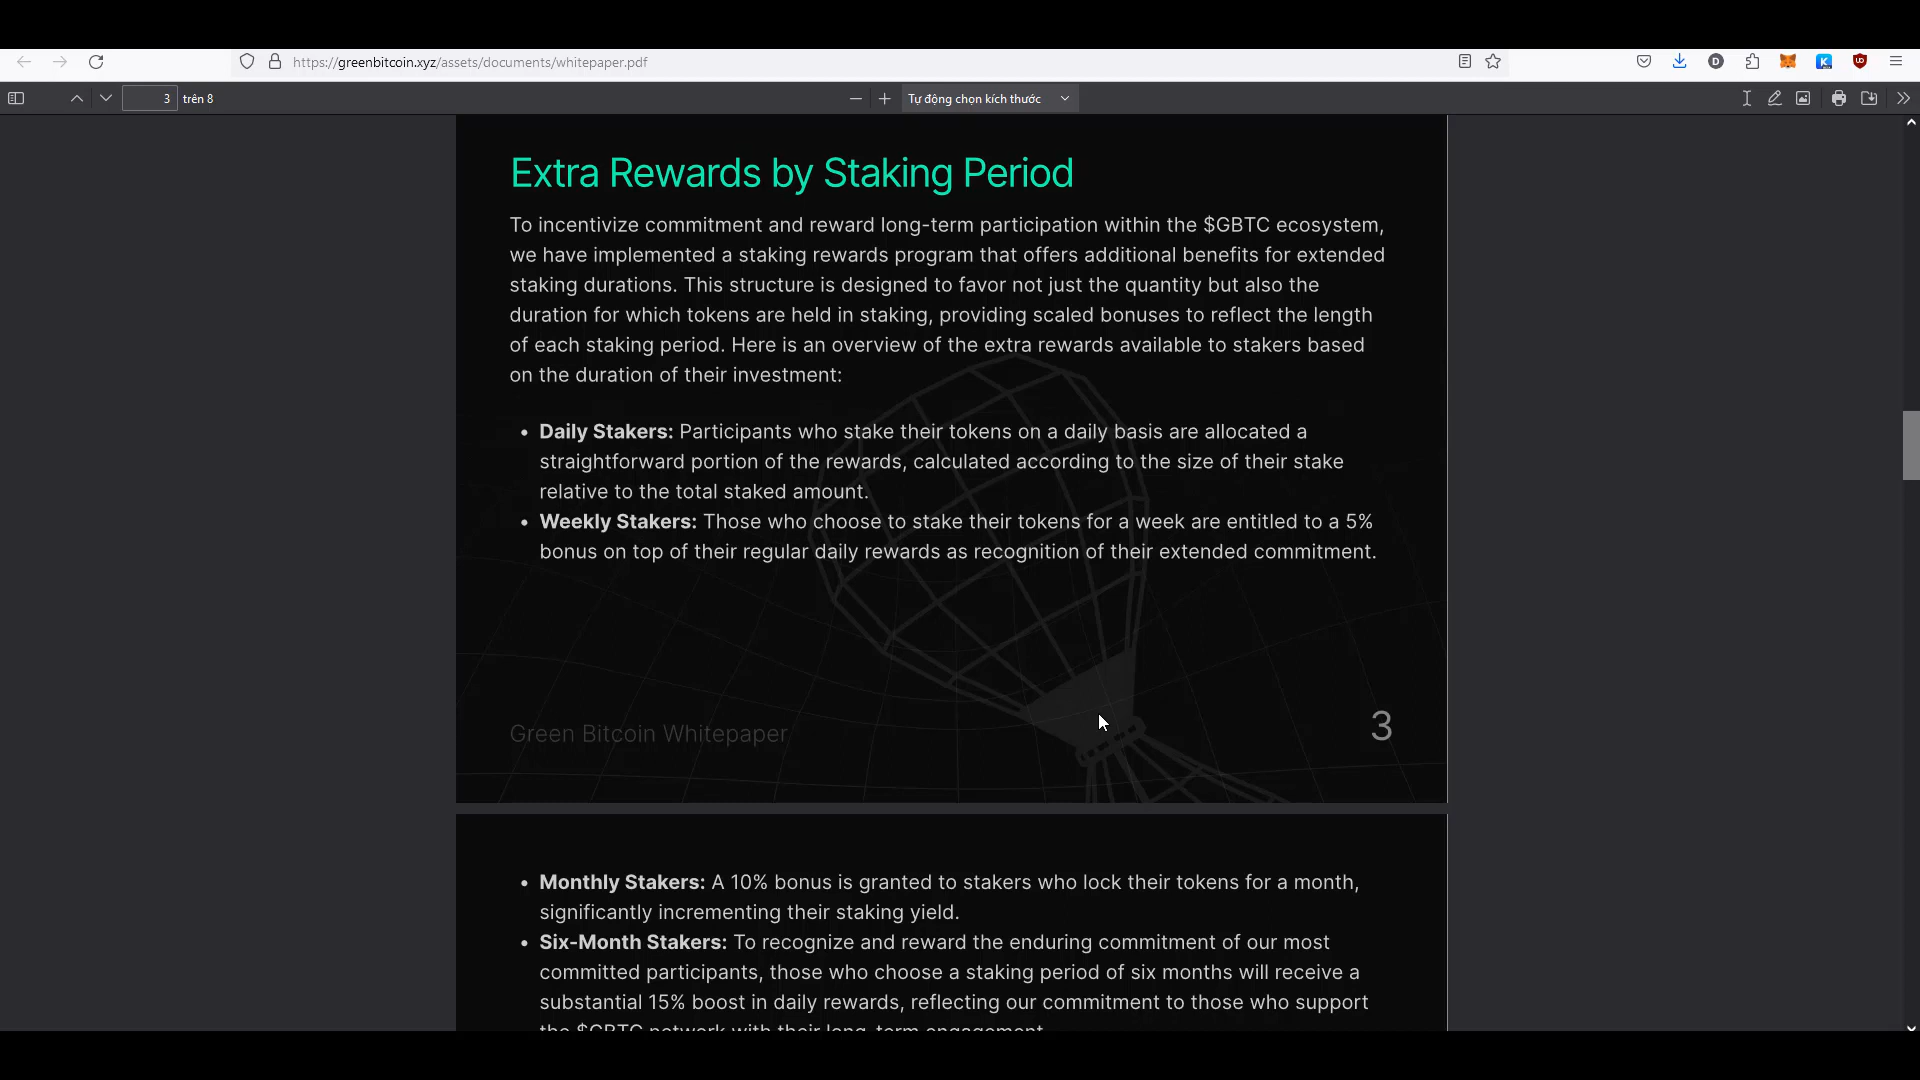 https://greenbitcoin.xyz/assets/documents/whitepaper.pdf
3 trên 8
Tự động chọn kích thước
Extra Rewards by Staking Period
To incentivize commitment and reward long-term participation within the $GBTC ecosystem,
we have implemented a staking rewards program that offers additional benefits for extended
staking durations. This structure is designed to favor not just the quantity but also the
duration for which tokens are held in staking, providing scaled bonuses to reflect the length
of each staking period. Here is an overview of the extra rewards available to stakers based
on the duration of their investment:
• Daily Stakers: Participants who stake their tokens on a daily basis are allocated a
straightforward portion of the rewards, calculated according to the size of their stake
relative to the total staked amount.
• Weekly Stakers: Those who choose to stake their tokens for a week are entitled to a 5%
bonus on top of their regular daily rewards as recognition of their extended commitment.
Green Bitcoin Whitepaper
3
• Monthly Stakers: A 10% bonus is granted to stakers who lock their tokens for a month,
significantly incrementing their staking yield.
• Six-Month Stakers: To recognize and reward the enduring commitment of our most
committed participants, those who choose a staking period of six months will receive a
substantial 15% boost in daily rewards, reflecting our commitment to those who support
the $GBTC network with their long-term engagement